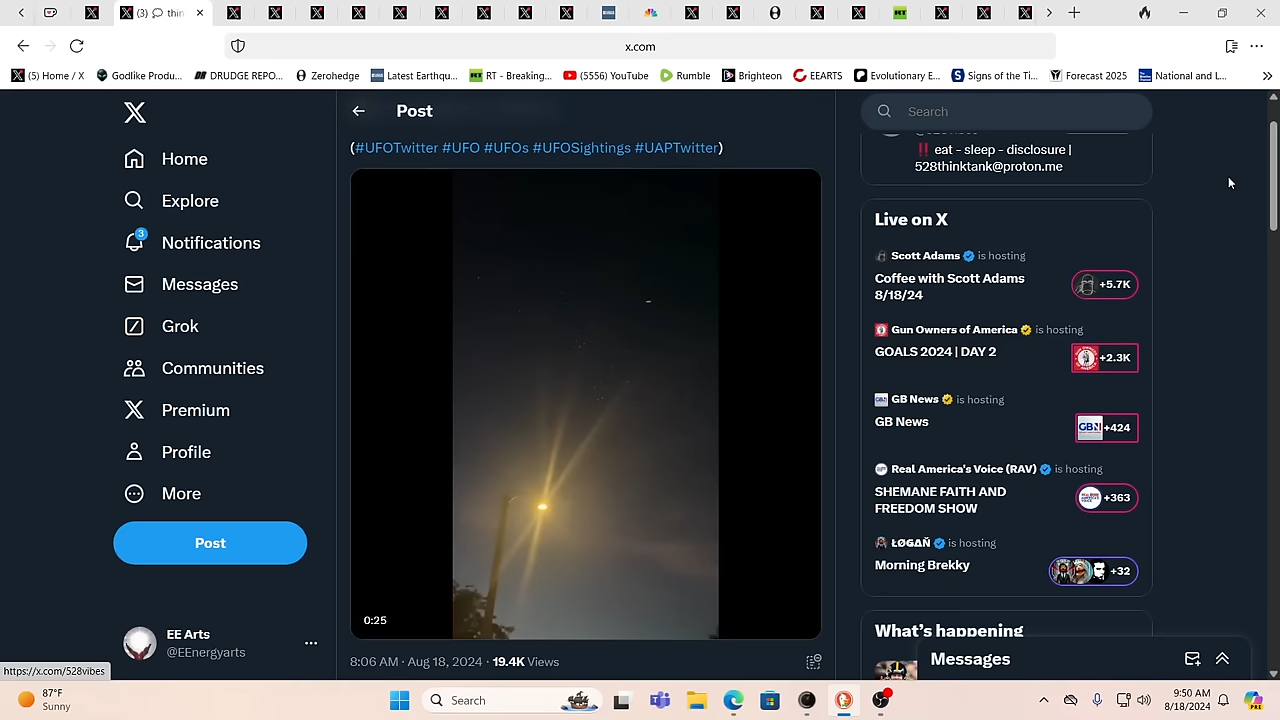 (3)
thin
x.com
(5) Home / X
Godlike Produ...
DRUDGE REPO...
Zerohedge
Latest Earthqu...
RT - Breaking...
(5556) YouTube
Rumble
Brighteon
EEARTS
Evolutionary E...
Signs of the Ti...
Forecast 2025
National and L...
Post
Search
(#UFOTwitter #UFO #UFOs #UFOSightings #UAPTwitter)
‼ eat - sleep - disclosure |
528thinktank@proton.me
Home
Explore
3
Notifications
Messages
Grok
Communities
Premium
Profile
More
Post
EE Arts
@EEnergyarts
https://x.com/528vibes
0:25
8:06 AM · Aug 18, 2024 · 19.4K Views
Live on X
Scott Adams is hosting
Coffee with Scott Adams
8/18/24
+5.7K
Gun Owners of America is hosting
GOALS 2024 | DAY 2
+2.3K
GB News is hosting
GB News
GBN
+424
Real America's Voice (RAV) is hosting
SHEMANE FAITH AND
FREEDOM SHOW
+363
ŁØGAÑ is hosting
Morning Brekky
+32
What's happening
Messages
87°F
Sunny
Search
9:50 AM
8/18/2024